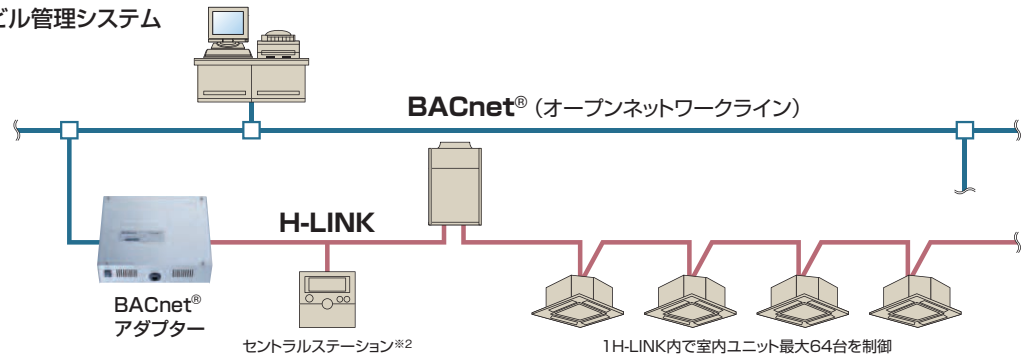 ビル管理システム
BACnet® (オープンネットワークライン)
H-LINK
BACnet®
アダプター
セントラルステーション※2
1H-LINK内で室内ユニット最大64台を制御